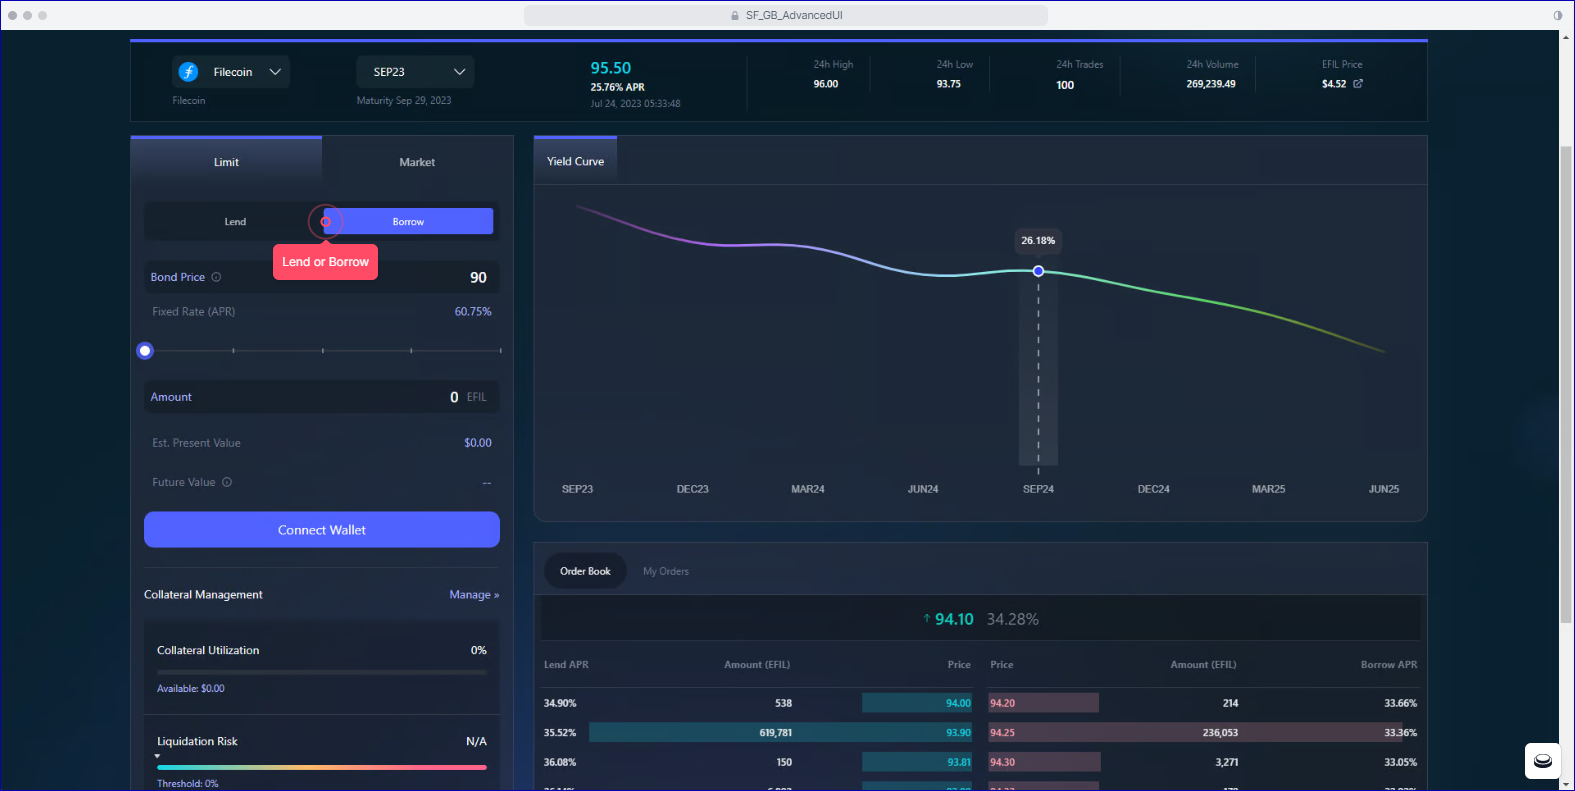 SF_GB_AdvancedUI
Filecoin
SEP23
95.50
25.76% APR
Jul 24, 2023 05:33:48
24h High
96.00
24h Low
93.75
24h Trades
100
24h Volume
269,239.49
EFIL Price
$4.52
Filecoin
Maturity Sep 29, 2023
Limit
Market
Lend
Borrow
Lend or Borrow
Bond Price
90
Fixed Rate (APR)
60.75%
Amount
0 EFIL
Est. Present Value
$0.00
Future Value
--
Connect Wallet
Collateral Management
Manage »
Collateral Utilization
0%
Available: $0.00
Liquidation Risk
N/A
Threshold: 0%
Yield Curve
26.18%
SEP23 DEC23 MAR24 JUN24 SEP24 DEC24 MAR25 JUN25
Order Book
My Orders
↑ 94.10 34.28%
Lend APR Amount (EFIL) Price Price Amount (EFIL) Borrow APR
34.90% 538 94.00 94.20 214 33.66%
35.52% 619,781 93.90 94.25 236,053 33.36%
36.08% 150 93.81 94.30 3,271 33.05%